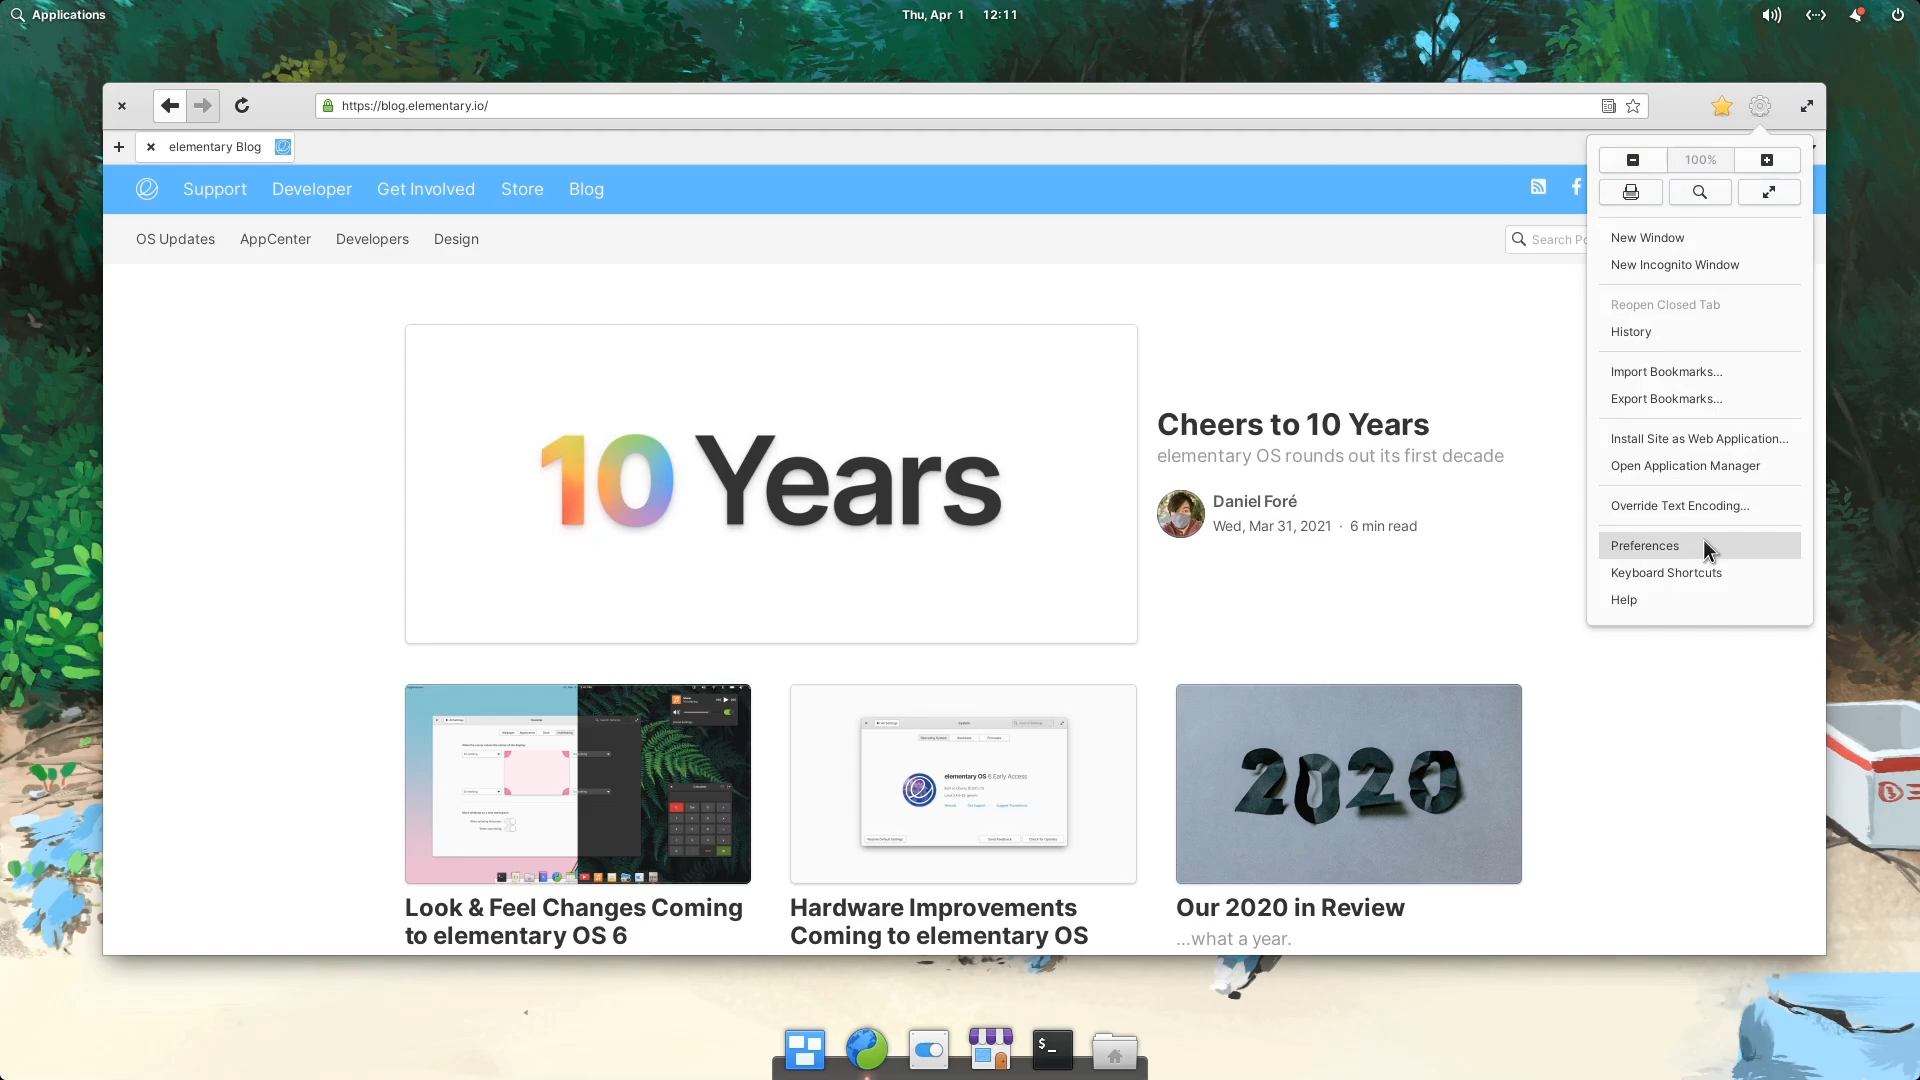 Applications
Thu, Apr 1 12:11
https://blog.elementary.io/
elementary Blog
Support Developer Get Involved Store Blog
OS Updates AppCenter Developers Design
Search
100%
New Window
New Incognito Window
Reopen Closed Tab
History
Import Bookmarks...
Export Bookmarks...
Install Site as Web Application...
Open Application Manager
Override Text Encoding...
Preferences
Keyboard Shortcuts
Help
10 Years
Cheers to 10 Years
elementary OS rounds out its first decade
Daniel Foré
Wed, Mar 31, 2021 · 6 min read
elementary OS 6 Early Access
2020
Look & Feel Changes Coming
to elementary OS 6
Hardware Improvements
Coming to elementary OS
Our 2020 in Review
...what a year.
$_